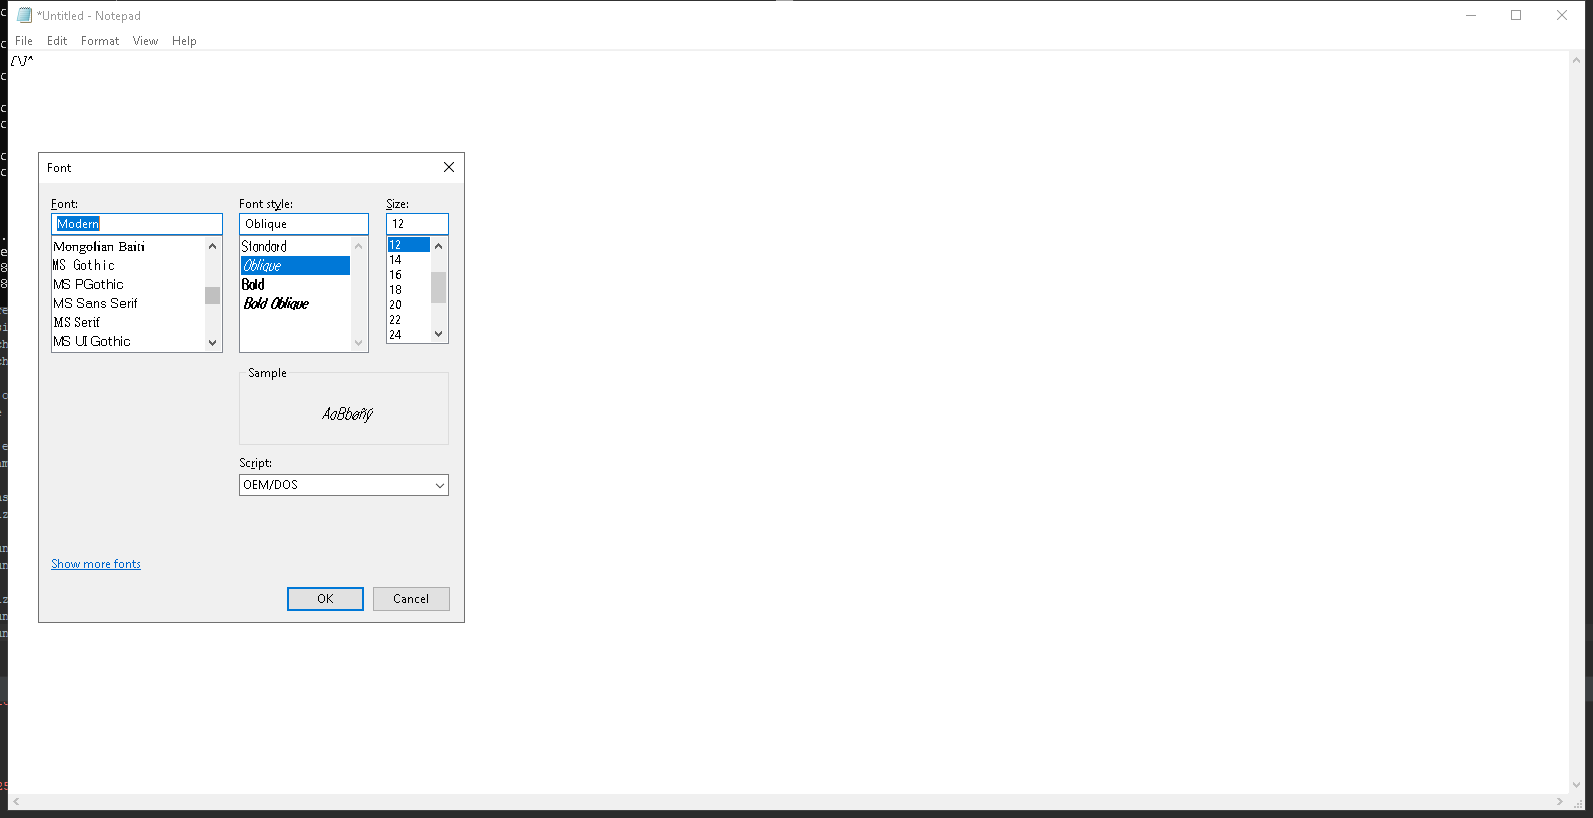 *Untitled - Notepad
File Edit Format View Help
[\]^
Font
Font:
Modern
Mongolian Baiti
MS Gothic
MS PGothic
MS Sans Serif
MS Serif
MS UI Gothic
Font style:
Oblique
Standard
Oblique
Bold
Bold Oblique
Size:
12
12
14
16
18
20
22
24
Sample
AaBbøñý
Script:
OEM/DOS
Show more fonts
OK Cancel